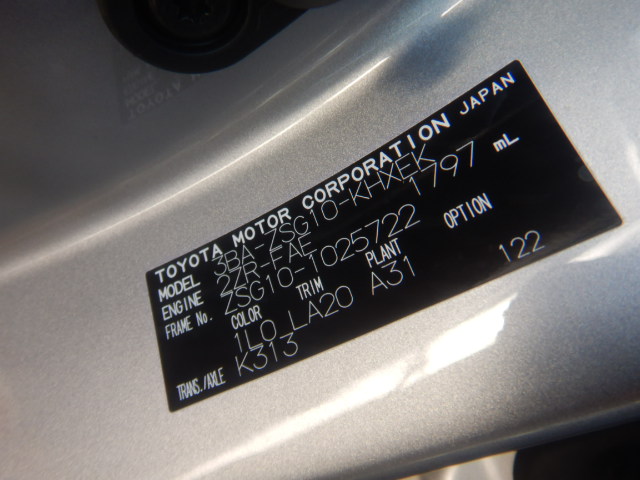 TOYOTA MOTOR CORPORATION JAPAN
MODEL 3BA-ZSG10-KHXEK
ENGINE 2ZR-FAE 1797 mL
FRAME No. ZSG10-1025722
COLOR TRIM PLANT OPTION
1L0 LA20 A31 122
TRANS./AXLE K313